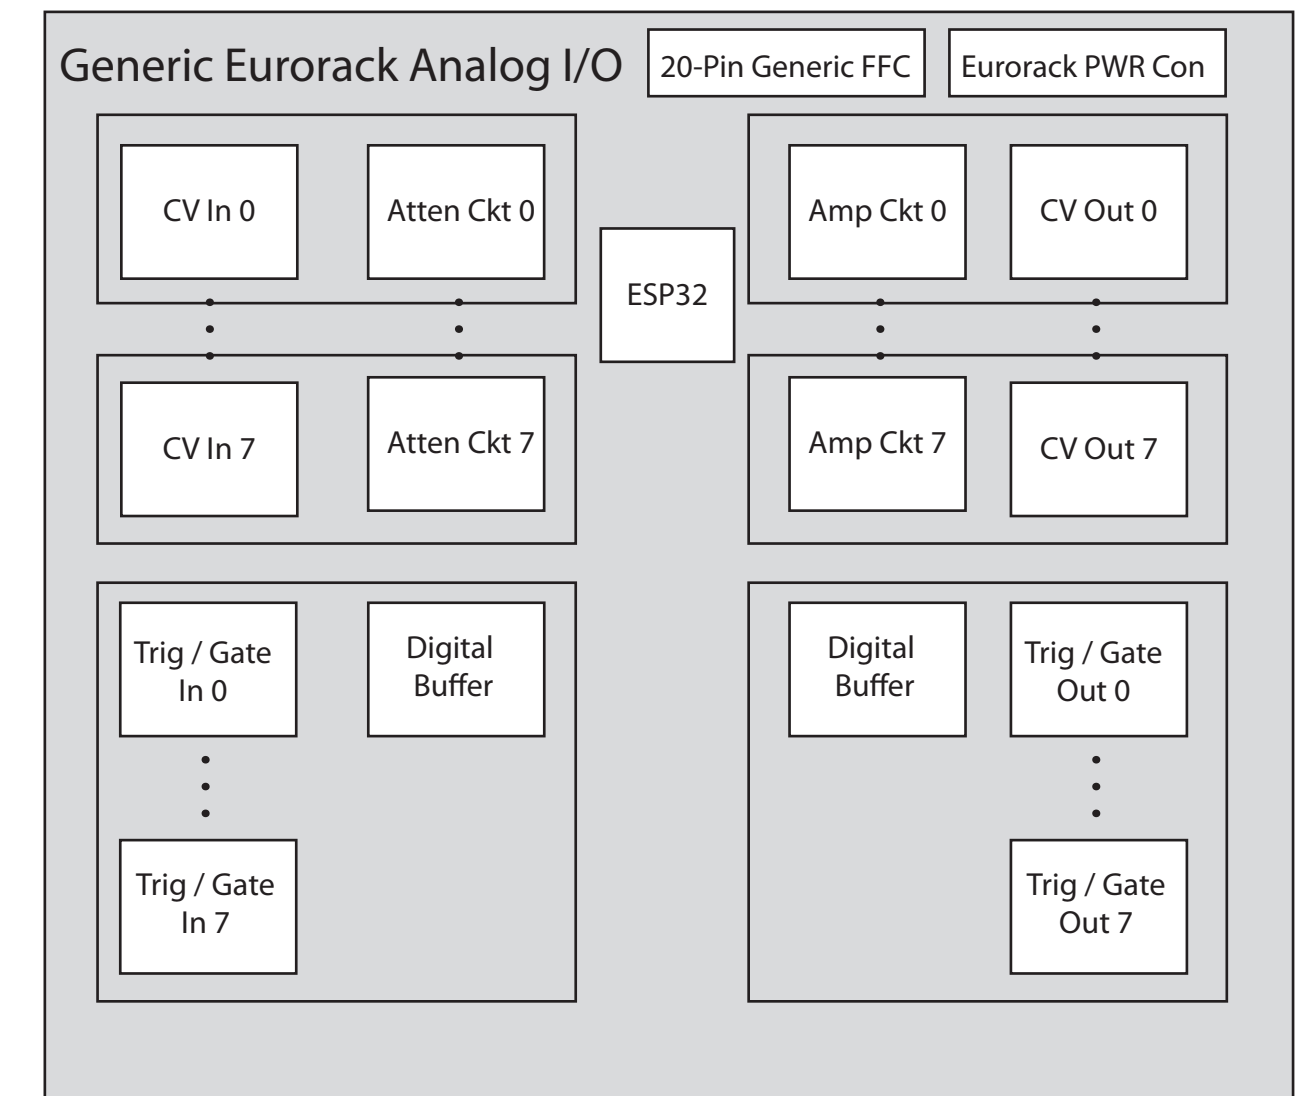 Generic Eurorack Analog I/O
20-Pin Generic FFC
Eurorack PWR Con
CV In 0
Atten Ckt 0
ESP32
Amp Ckt 0
CV Out 0
CV In 7
Atten Ckt 7
Amp Ckt 7
CV Out 7
Trig / Gate
In 0
Digital
Buffer
Digital
Buffer
Trig / Gate
Out 0
Trig / Gate
In 7
Trig / Gate
Out 7